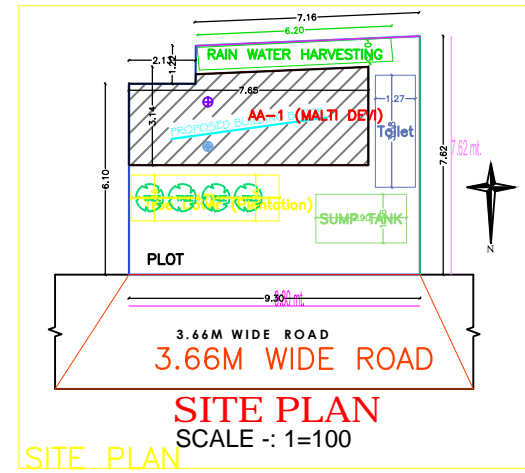 7.16
6.20
RAIN WATER HARVESTING
2.13
1.22
7.65
AA-1 (MALTI DEVI)
PROPOSED BUILDING
3.14
1.27
Toilet
7.62
7.62 mt.
6.10
SUMP TANK
PLOT
N
9.30
3.66M WIDE ROAD
3.66M WIDE ROAD
SITE PLAN
SCALE -: 1=100
SITE PLAN